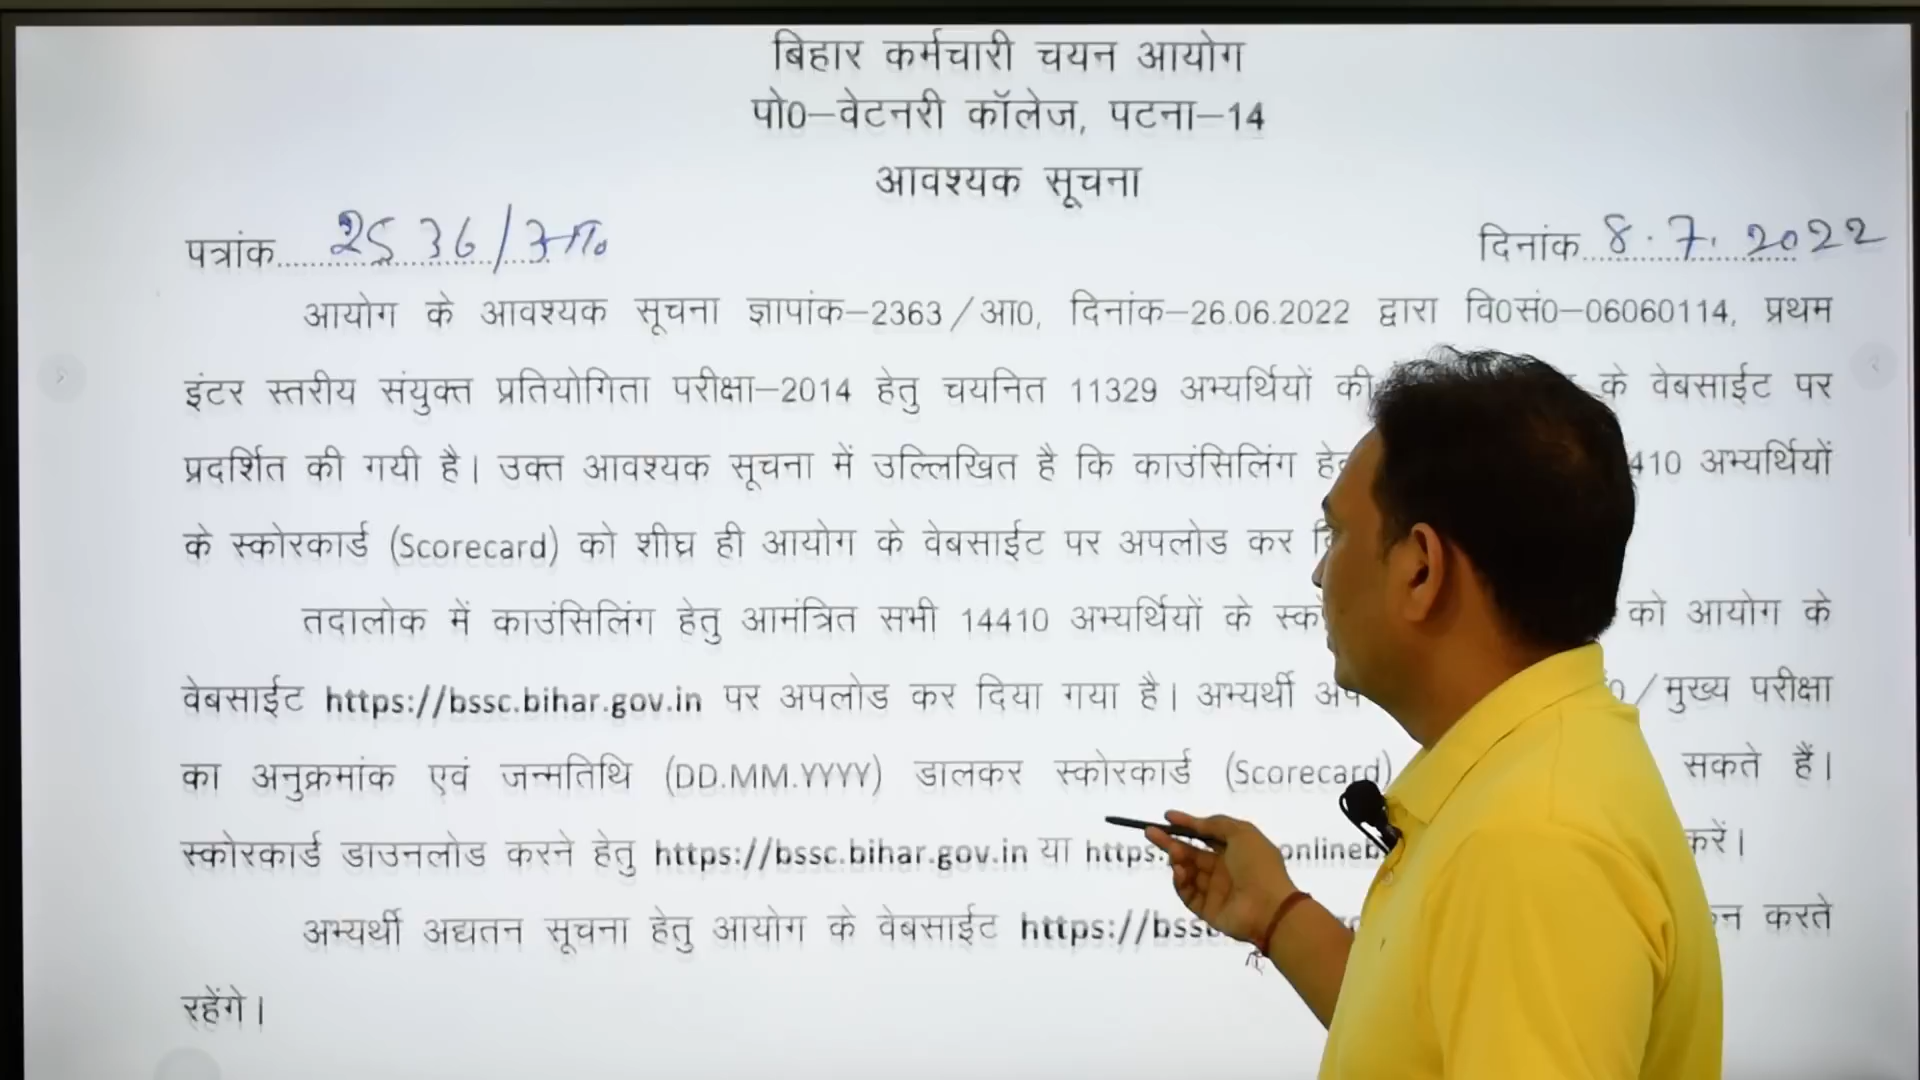 बिहार कर्मचारी चयन आयोग
पो0–वेटनरी कॉलेज, पटना–14
आवश्यक सूचना
पत्रांक 2536/आ०
दिनांक 8.7.2022
आयोग के आवश्यक सूचना ज्ञापांक–2363/आ0, दिनांक–26.06.2022 द्वारा वि0सं0–06060114, प्रथम
इंटर स्तरीय संयुक्त प्रतियोगिता परीक्षा–2014 हेतु चयनित 11329 अभ्यर्थियों की के वेबसाईट पर
प्रदर्शित की गयी है। उक्त आवश्यक सूचना में उल्लिखित है कि काउंसिलिंग अभ्यर्थियों
के स्कोरकार्ड (Scorecard) को शीघ्र ही आयोग के वेबसाईट पर अपलोड कर
तदालोक में काउंसिलिंग हेतु आमंत्रित सभी 14410 अभ्यर्थियों के को आयोग के
वेबसाईट https://bssc.bihar.gov.in पर अपलोड कर दिया गया है। अभ्यर्थी /मुख्य परीक्षा
का अनुक्रमांक एवं जन्मतिथि (DD.MM.YYYY) डालकर स्कोरकार्ड (Scorecard) सकते हैं।
स्कोरकार्ड डाउनलोड करने हेतु https://bssc.bihar.gov.in या करें।
अभ्यर्थी अद्यतन सूचना हेतु आयोग के वेबसाईट करते
रहेंगे।